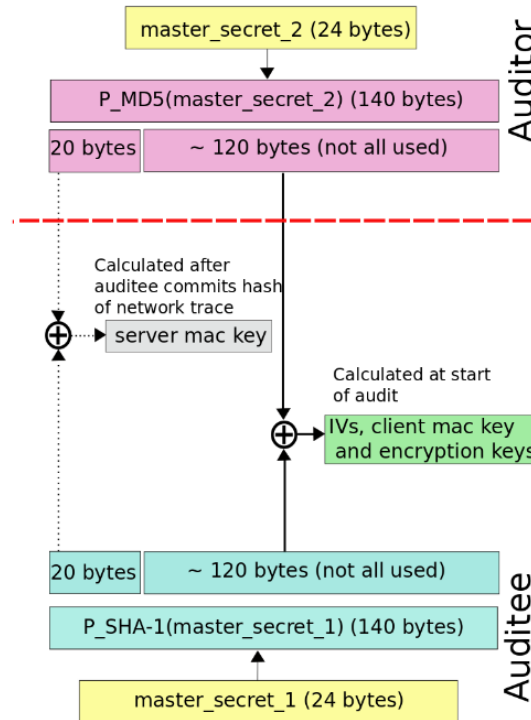 master_secret_2 (24 bytes)
Auditor
P_MD5(master_secret_2) (140 bytes)
20 bytes
~ 120 bytes (not all used)
Calculated after
auditee commits hash
of network trace
server mac key
Calculated at start
of audit
IVs, client mac key
and encryption keys
20 bytes
~ 120 bytes (not all used)
Auditee
P_SHA-1(master_secret_1) (140 bytes)
master_secret_1 (24 bytes)